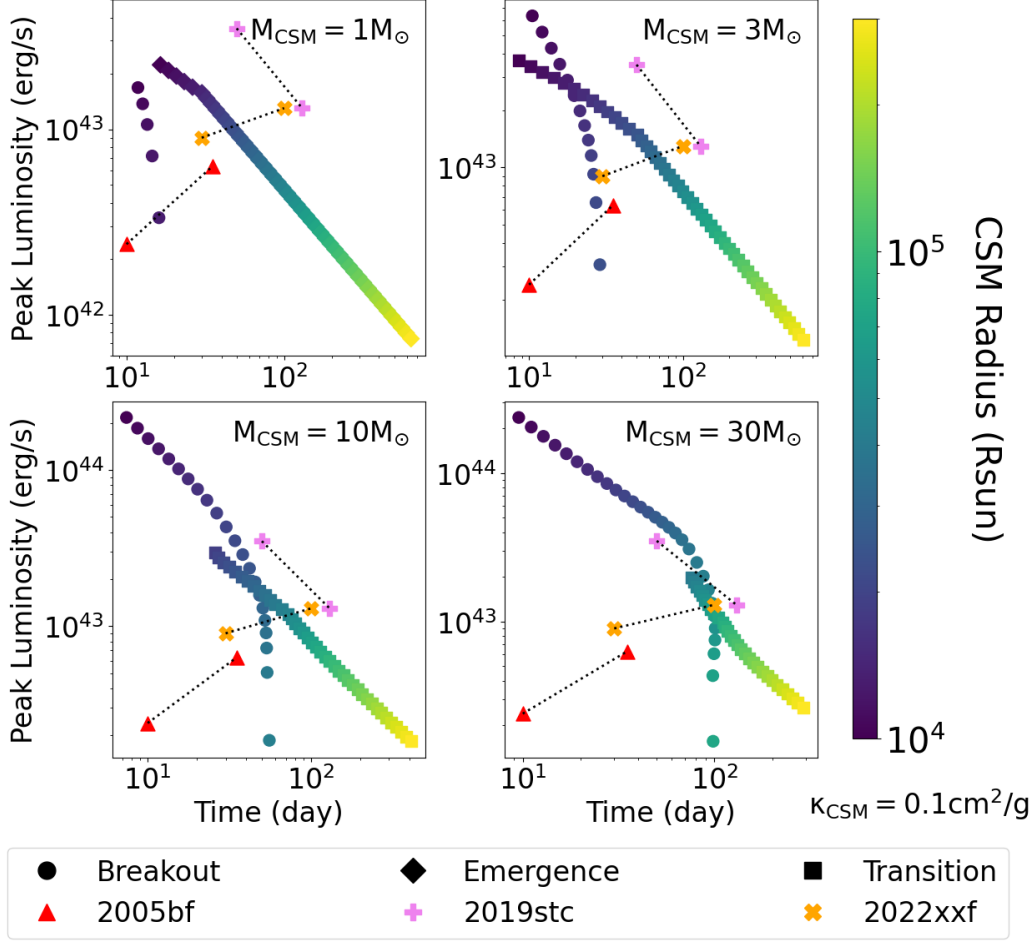 M_CSM = 1M_⊙
M_CSM = 3M_⊙
Peak Luminosity (erg/s)
10^43
10^42
10^1
10^2
10^43
10^1
10^2
M_CSM = 10M_⊙
M_CSM = 30M_⊙
Peak Luminosity (erg/s)
10^44
10^43
10^1
10^2
Time (day)
10^44
10^43
10^1
10^2
Time (day)
10^5
10^4
CSM Radius (Rsun)
κ_CSM = 0.1cm^2/g
Breakout
Emergence
Transition
2005bf
2019stc
2022xxf